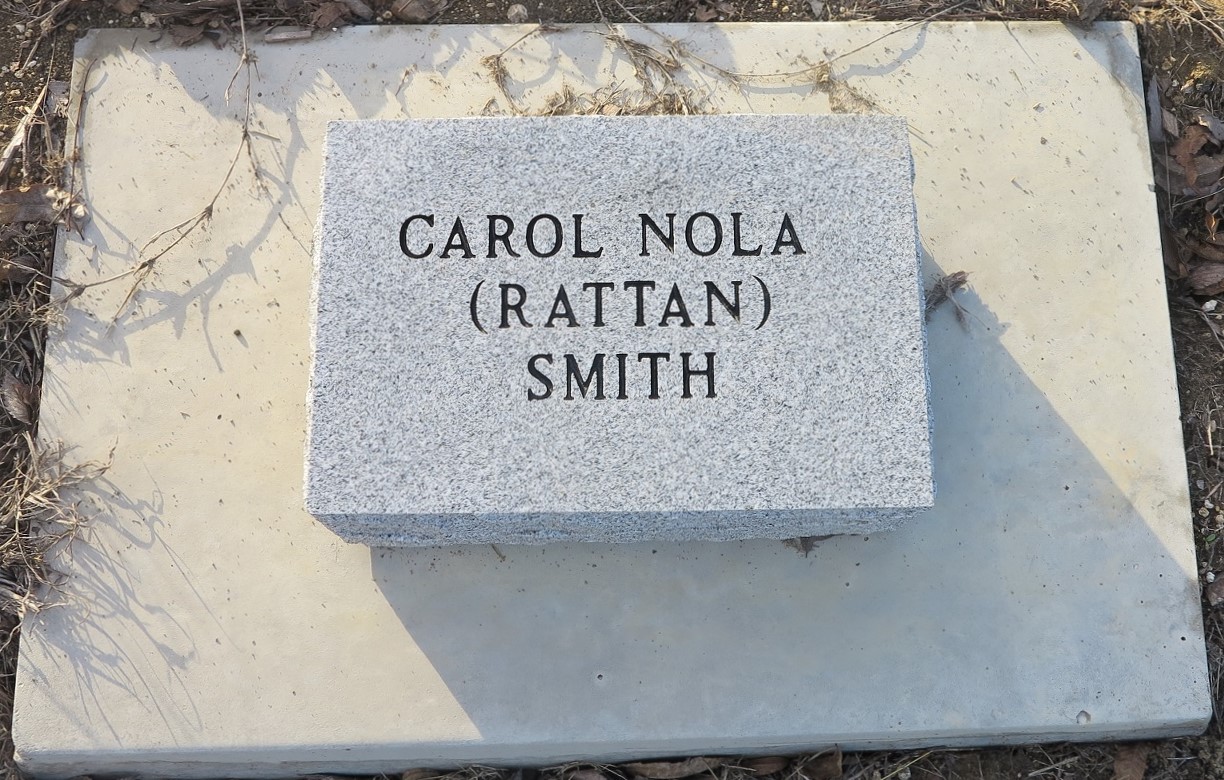 CAROL NOLA
(RATTAN)
SMITH